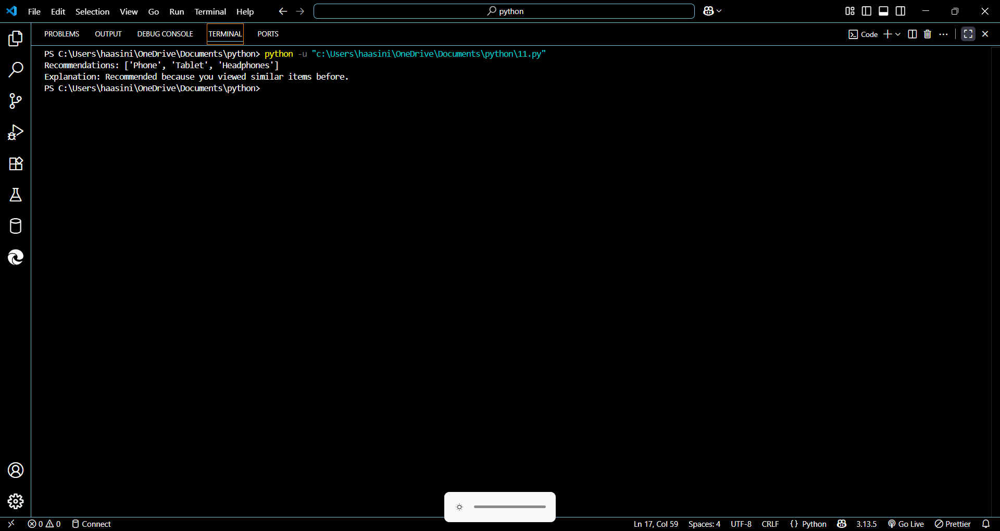 File Edit Selection View Go Run Terminal Help python
PROBLEMS OUTPUT DEBUG CONSOLE TERMINAL PORTS Code
PS C:\Users\haasini\OneDrive\Documents\python> python -u "c:\Users\haasini\OneDrive\Documents\python\11.py"
Recommendations: ['Phone', 'Tablet', 'Headphones']
Explanation: Recommended because you viewed similar items before.
PS C:\Users\haasini\OneDrive\Documents\python>
0 0 Connect Ln 17, Col 59 Spaces: 4 UTF-8 CRLF {} Python 3.13.5 Go Live Prettier